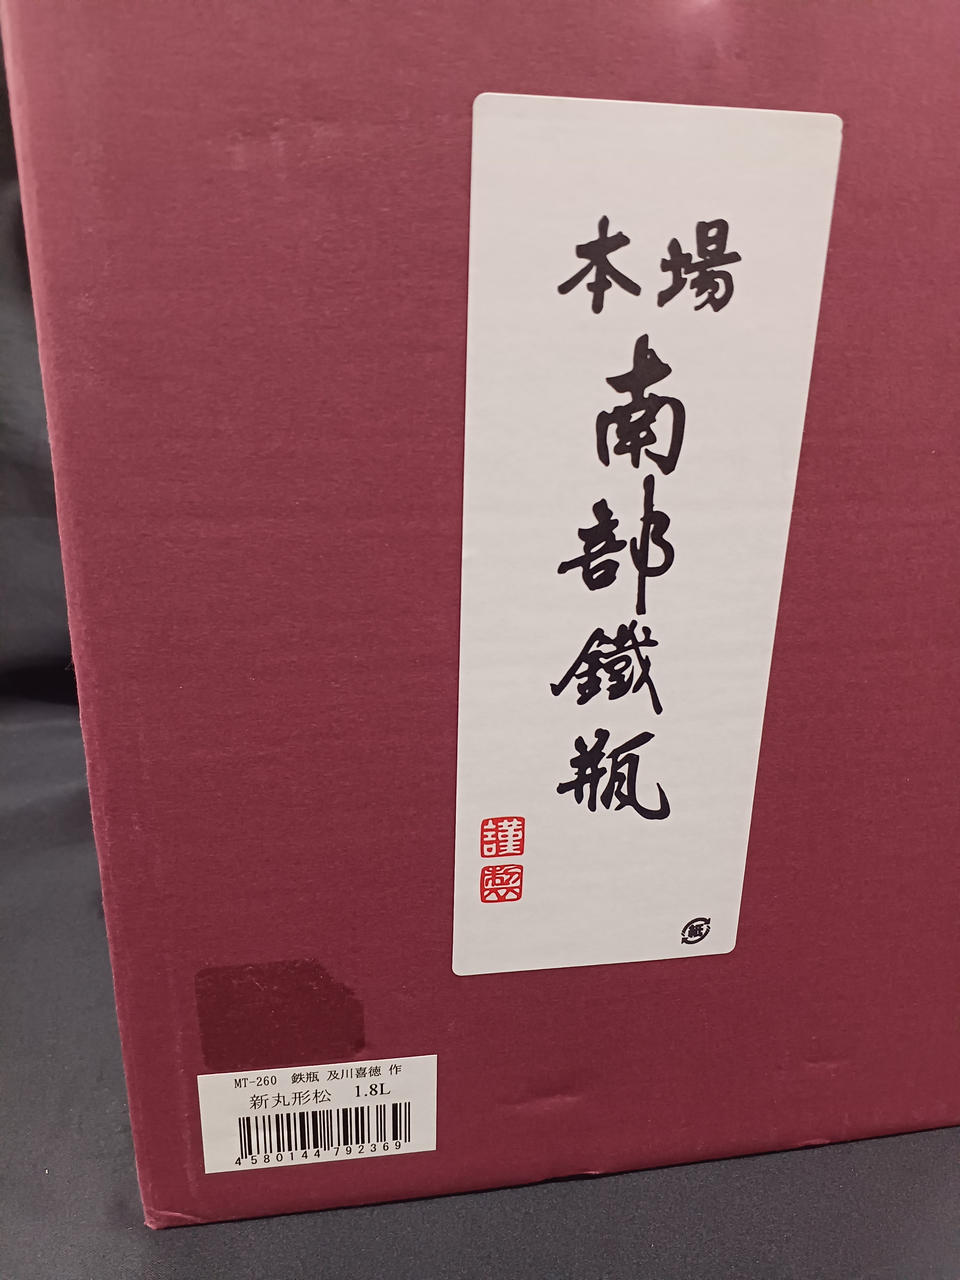 本場
南部鐵瓶
謹製
紙
MT-260 鉄瓶 及川喜徳 作
新丸形松 1.8L
4580144792369